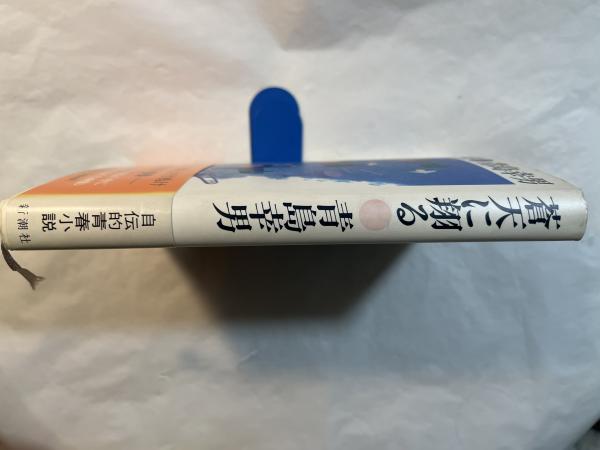 蒼天に翔る
青島幸男
自伝的青春小説
新潮社